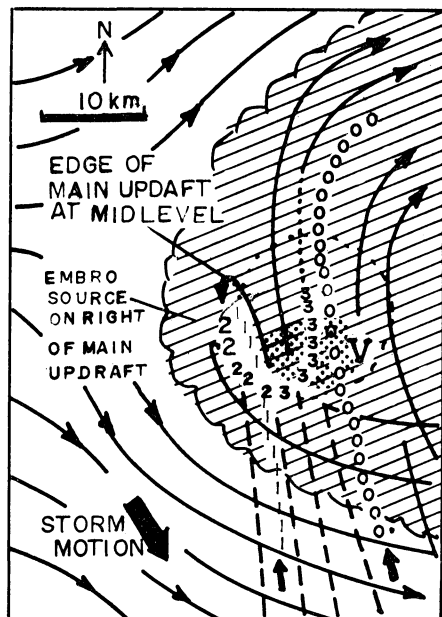 N
10 km
EDGE OF
MAIN UPDAFT
AT MIDLEVEL
EMBRO
SOURCE
ON RIGHT
OF MAIN
UPDRAFT
V
STORM
MOTION